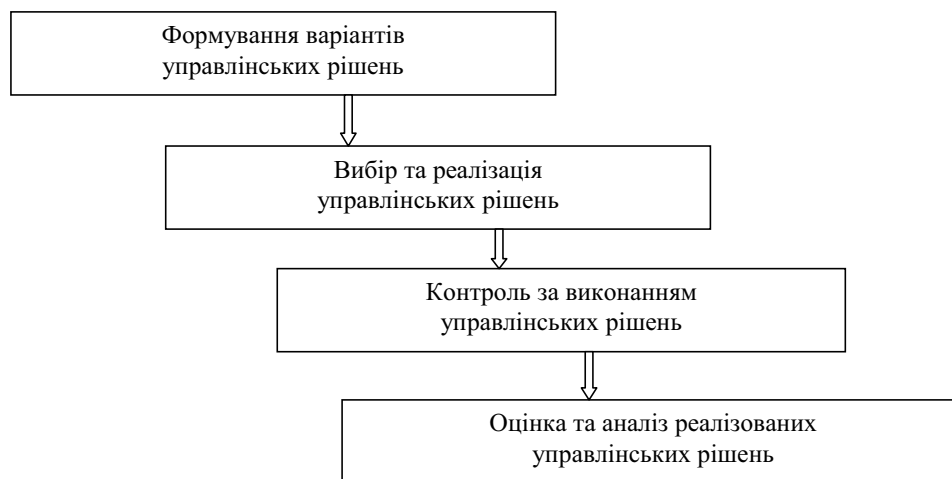 Формування варіантів
управлінських рішень
Вибір та реалізація
управлінських рішень
Контроль за виконанням
управлінських рішень
Оцінка та аналіз реалізованих
управлінських рішень